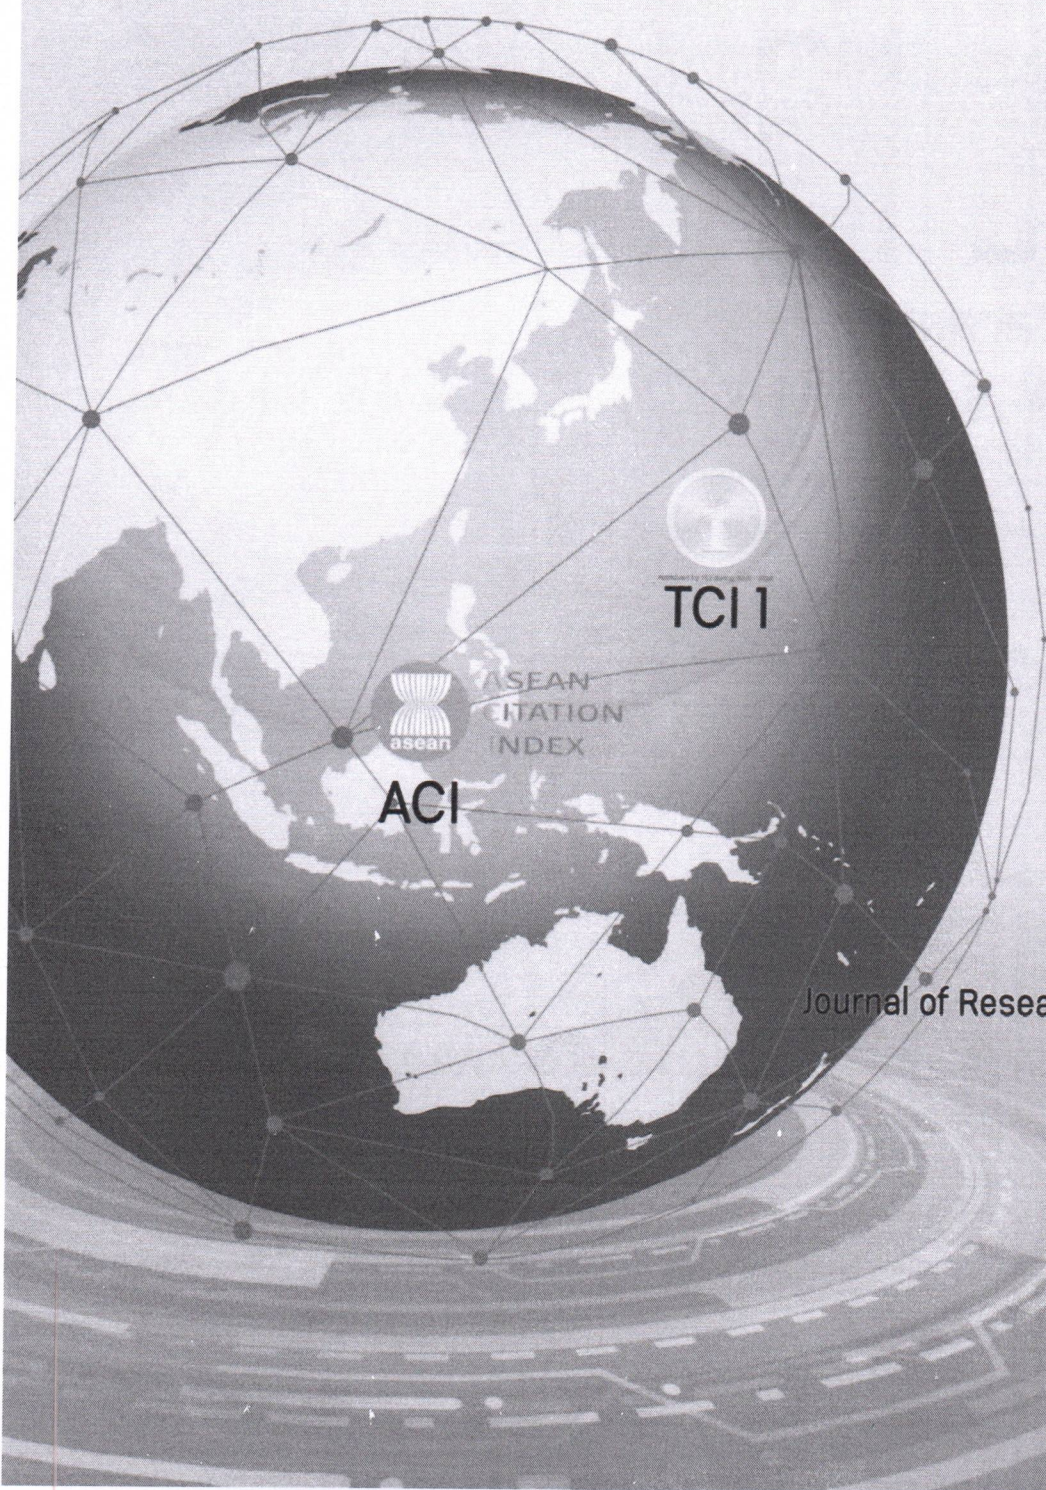 TCI 1
asean
ASEAN
CITATION
INDEX
ACI
Journal of Resea